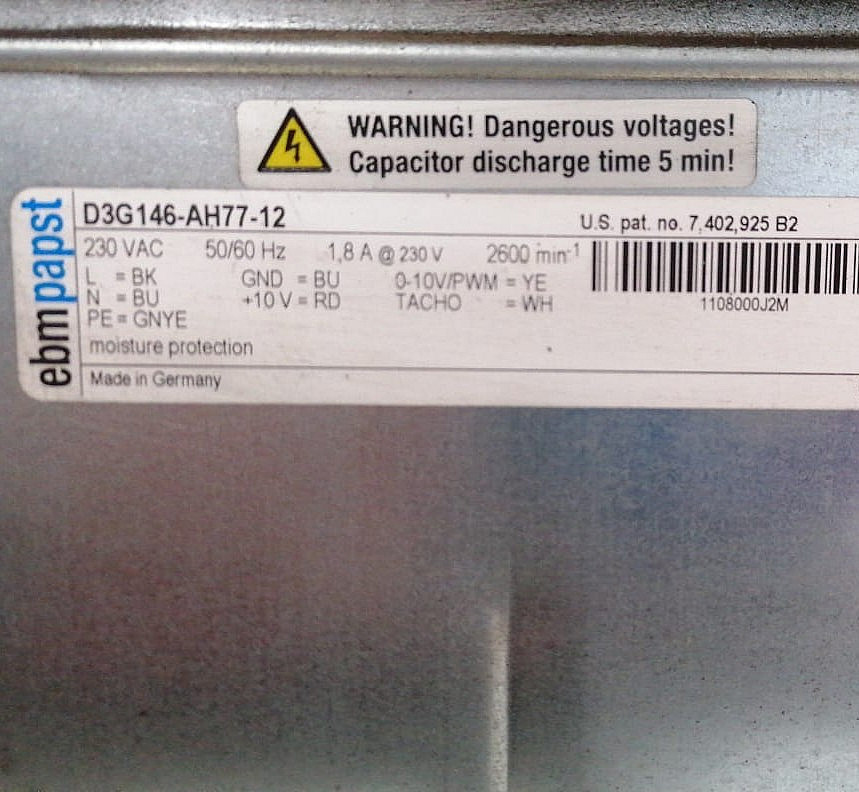 WARNING! Dangerous voltages!
Capacitor discharge time 5 min!
ebmpapst
D3G146-AH77-12
U.S. pat. no. 7,402,925 B2
230 VAC 50/60 Hz 1,8 A @ 230 V 2600 min-1
L = BK GND = BU 0-10V/PWM = YE
N = BU +10 V = RD TACHO = WH
PE = GNYE
1108000J2M
moisture protection
Made in Germany